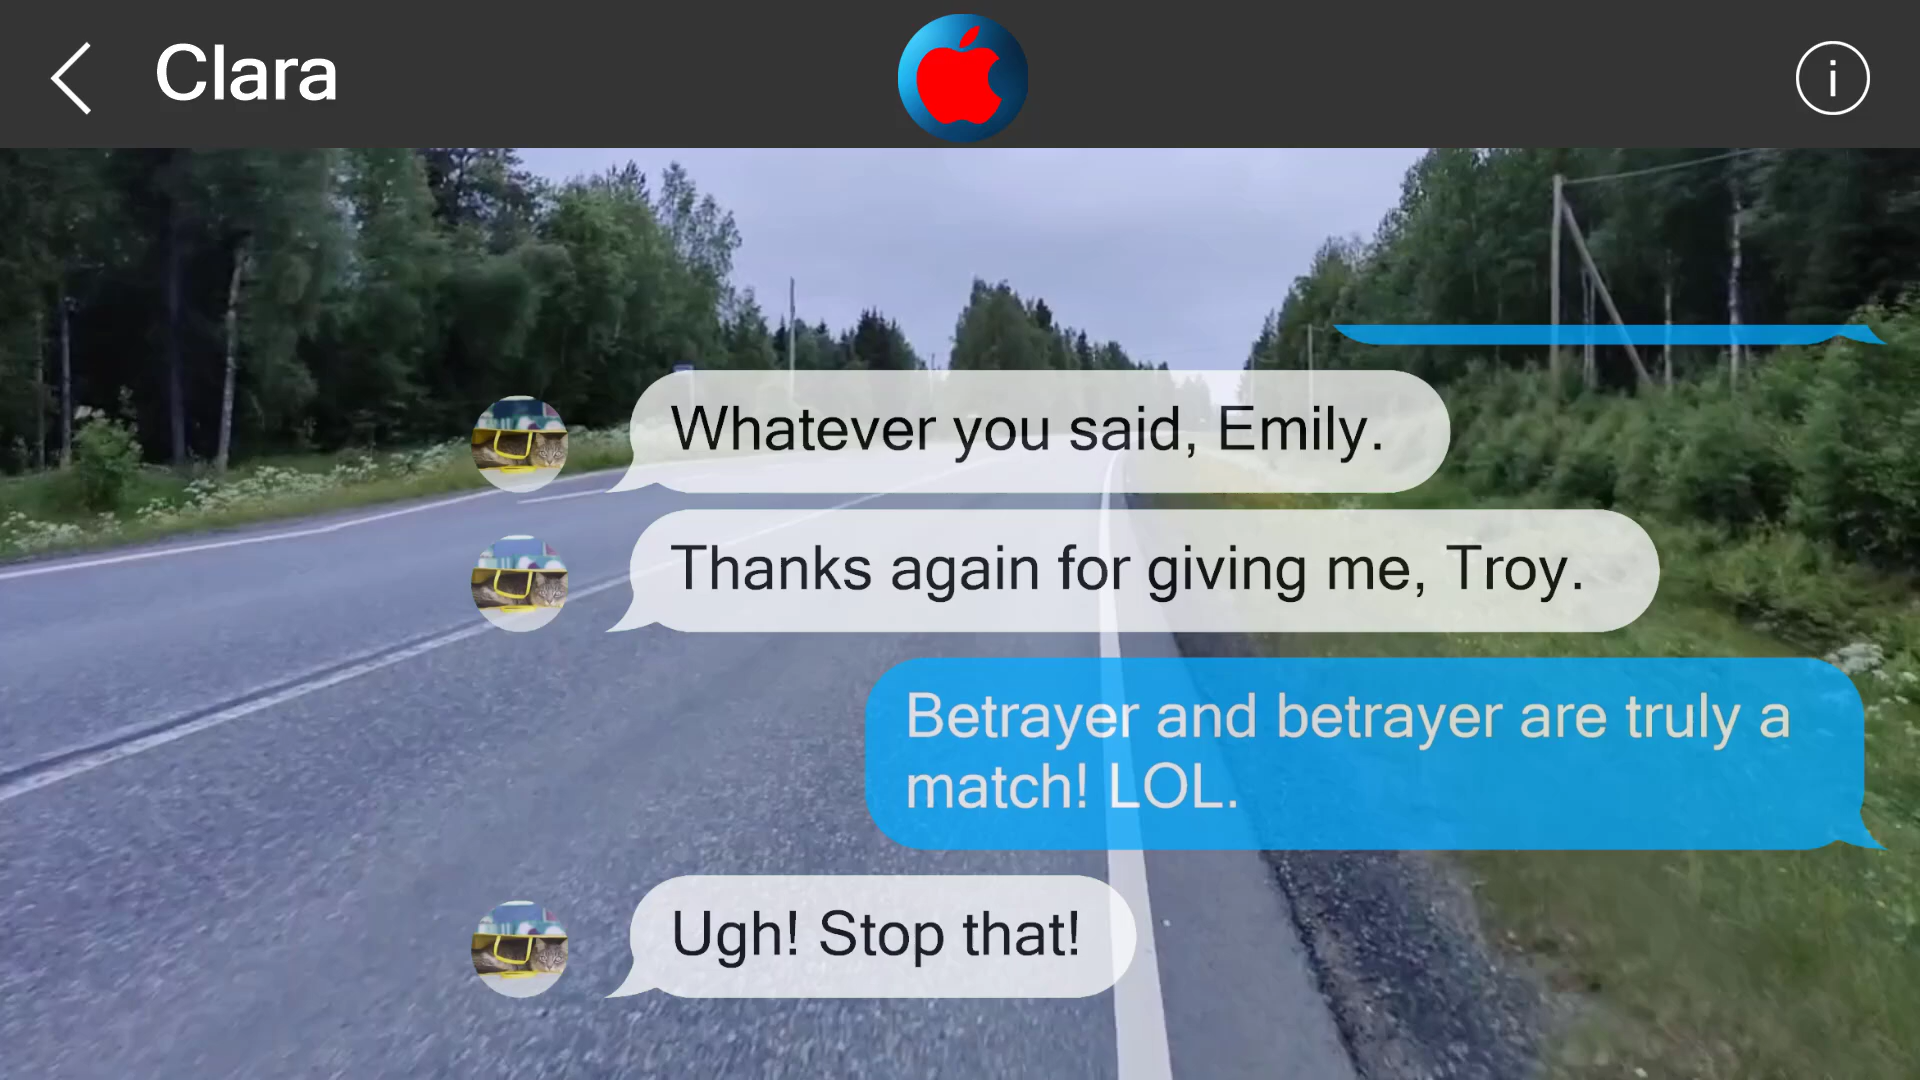 Clara
i
Whatever you said, Emily.
Thanks again for giving me, Troy.
Betrayer and betrayer are truly a
match! LOL.
Ugh! Stop that!